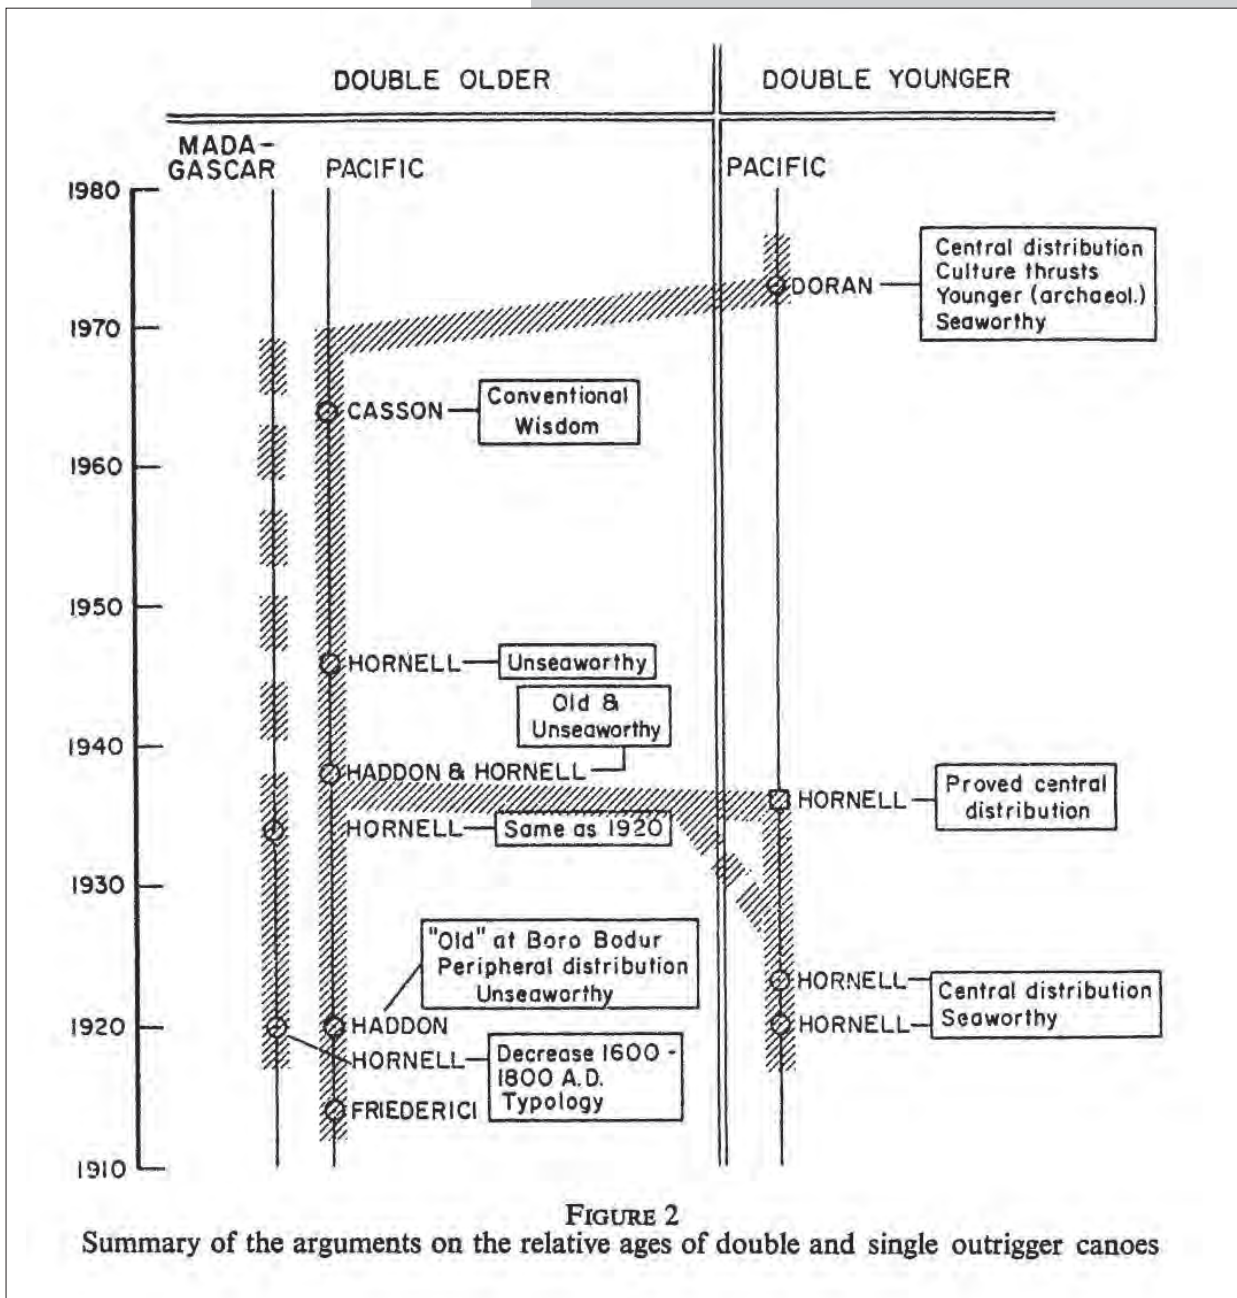 DOUBLE OLDER
DOUBLE YOUNGER
MADA-
GASCAR
PACIFIC
PACIFIC
1980
DORAN
Central distribution
Culture thrusts
Younger (archaeol.)
Seaworthy
1970
CASSON
Conventional
Wisdom
1960
1950
HORNELL
Unseaworthy
Old &
Unseaworthy
1940
HADDON & HORNELL
HORNELL
Proved central
distribution
HORNELL
Same as 1920
1930
"Old" at Boro Bodur
Peripheral distribution
Unseaworthy
HORNELL
Central distribution
Seaworthy
1920
HADDON
HORNELL
HORNELL
Decrease 1600 -
1800 A.D.
Typology
FRIEDERICI
1910
FIGURE 2
Summary of the arguments on the relative ages of double and single outrigger canoes